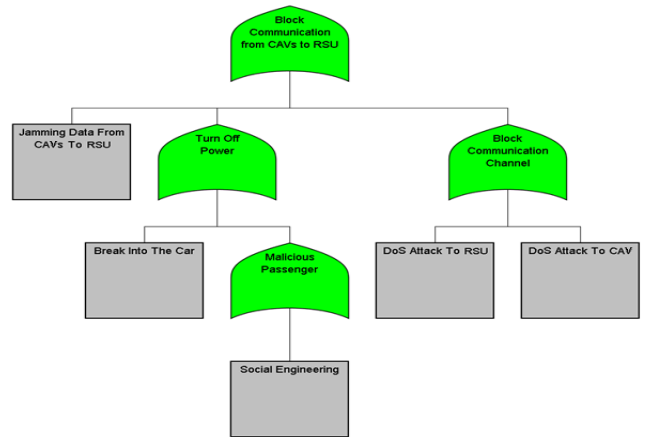 Block
Communication
from CAVs to RSU
Jamming Data From
CAVs To RSU
Turn Off
Power
Block
Communication
Channel
Break Into The Car
Malicious
Passenger
DoS Attack To RSU
DoS Attack To CAV
Social Engineering